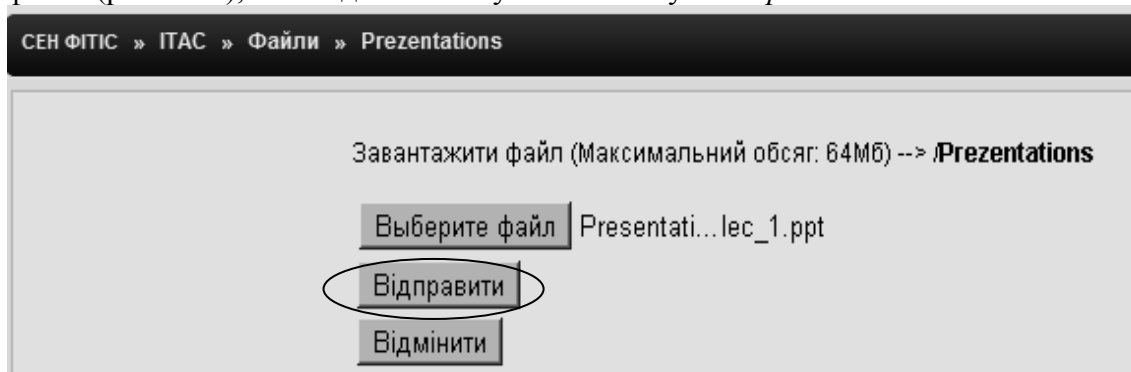 СЕН ФІТІС » ІТАС » Файли » Prezentations
Завантажити файл (Максимальний обсяг: 64Мб) --> /Prezentations
Выберите файл Presentati...lec_1.ppt
Відправити
Відмінити